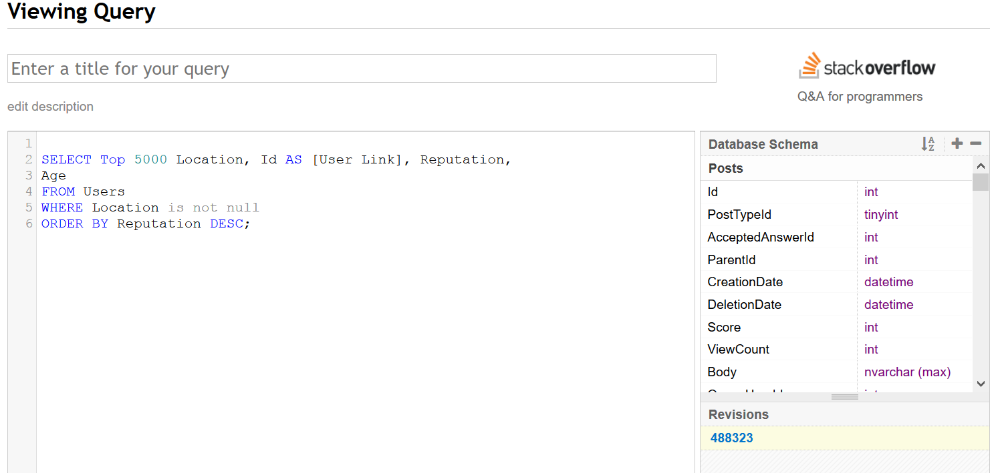 Viewing Query
Enter a title for your query
stackoverflow
Q&A for programmers
edit description
1
2 SELECT Top 5000 Location, Id AS [User Link], Reputation,
3 Age
4 FROM Users
5 WHERE Location is not null
6 ORDER BY Reputation DESC;
Database Schema
Posts
Id int
PostTypeId tinyint
AcceptedAnswerId int
ParentId int
CreationDate datetime
DeletionDate datetime
Score int
ViewCount int
Body nvarchar (max)
Revisions
488323